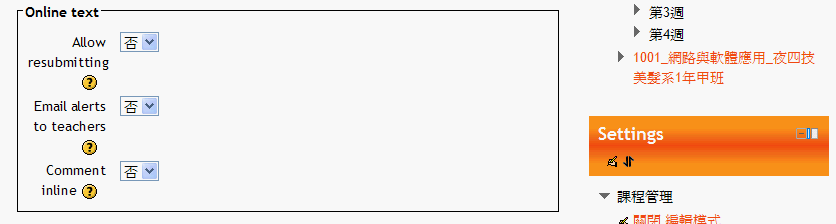 Online text
Allow
resubmitting
否
Email alerts
to teachers
否
Comment
inline
否
第3週
第4週
1001_網路與軟體應用_夜四技
美髮系1年甲班
Settings
課程管理
關閉 編輯模式